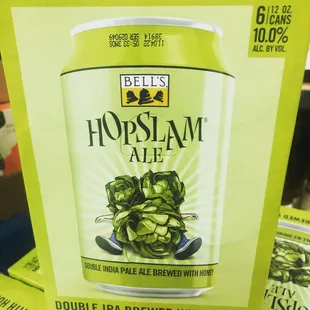 6 12 OZ. CANS
10.0%
ALC. BY VOL.
BELL'S
HOPSLAM®
ALE
DOUBLE INDIA PALE ALE BREWED WITH HONEY
DOUBLE IPA BREWED